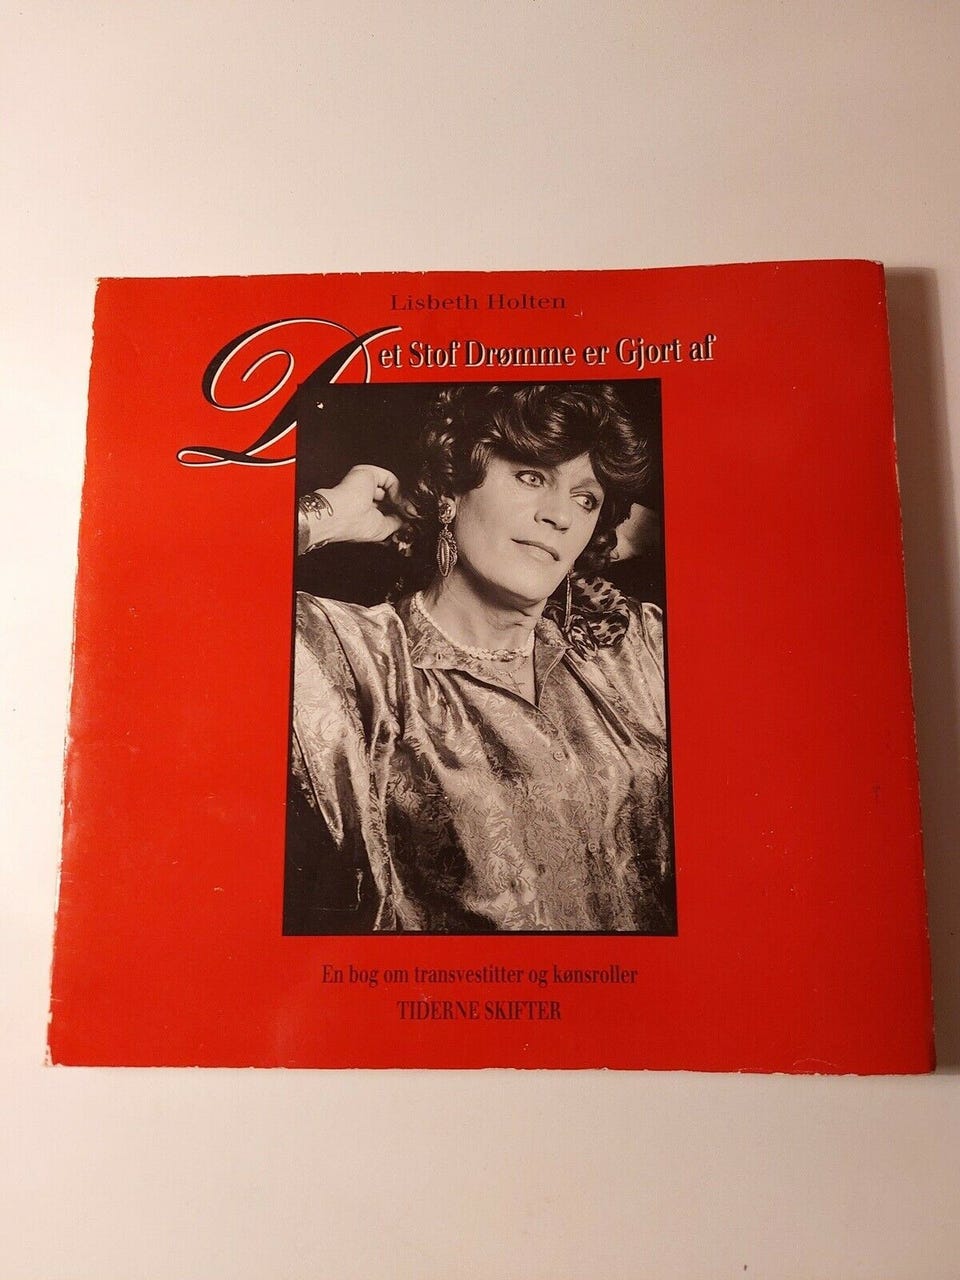 Lisbeth Holten
Det Stof Drømme er Gjort af
En bog om transvestitter og kønsroller
TIDERNE SKIFTER